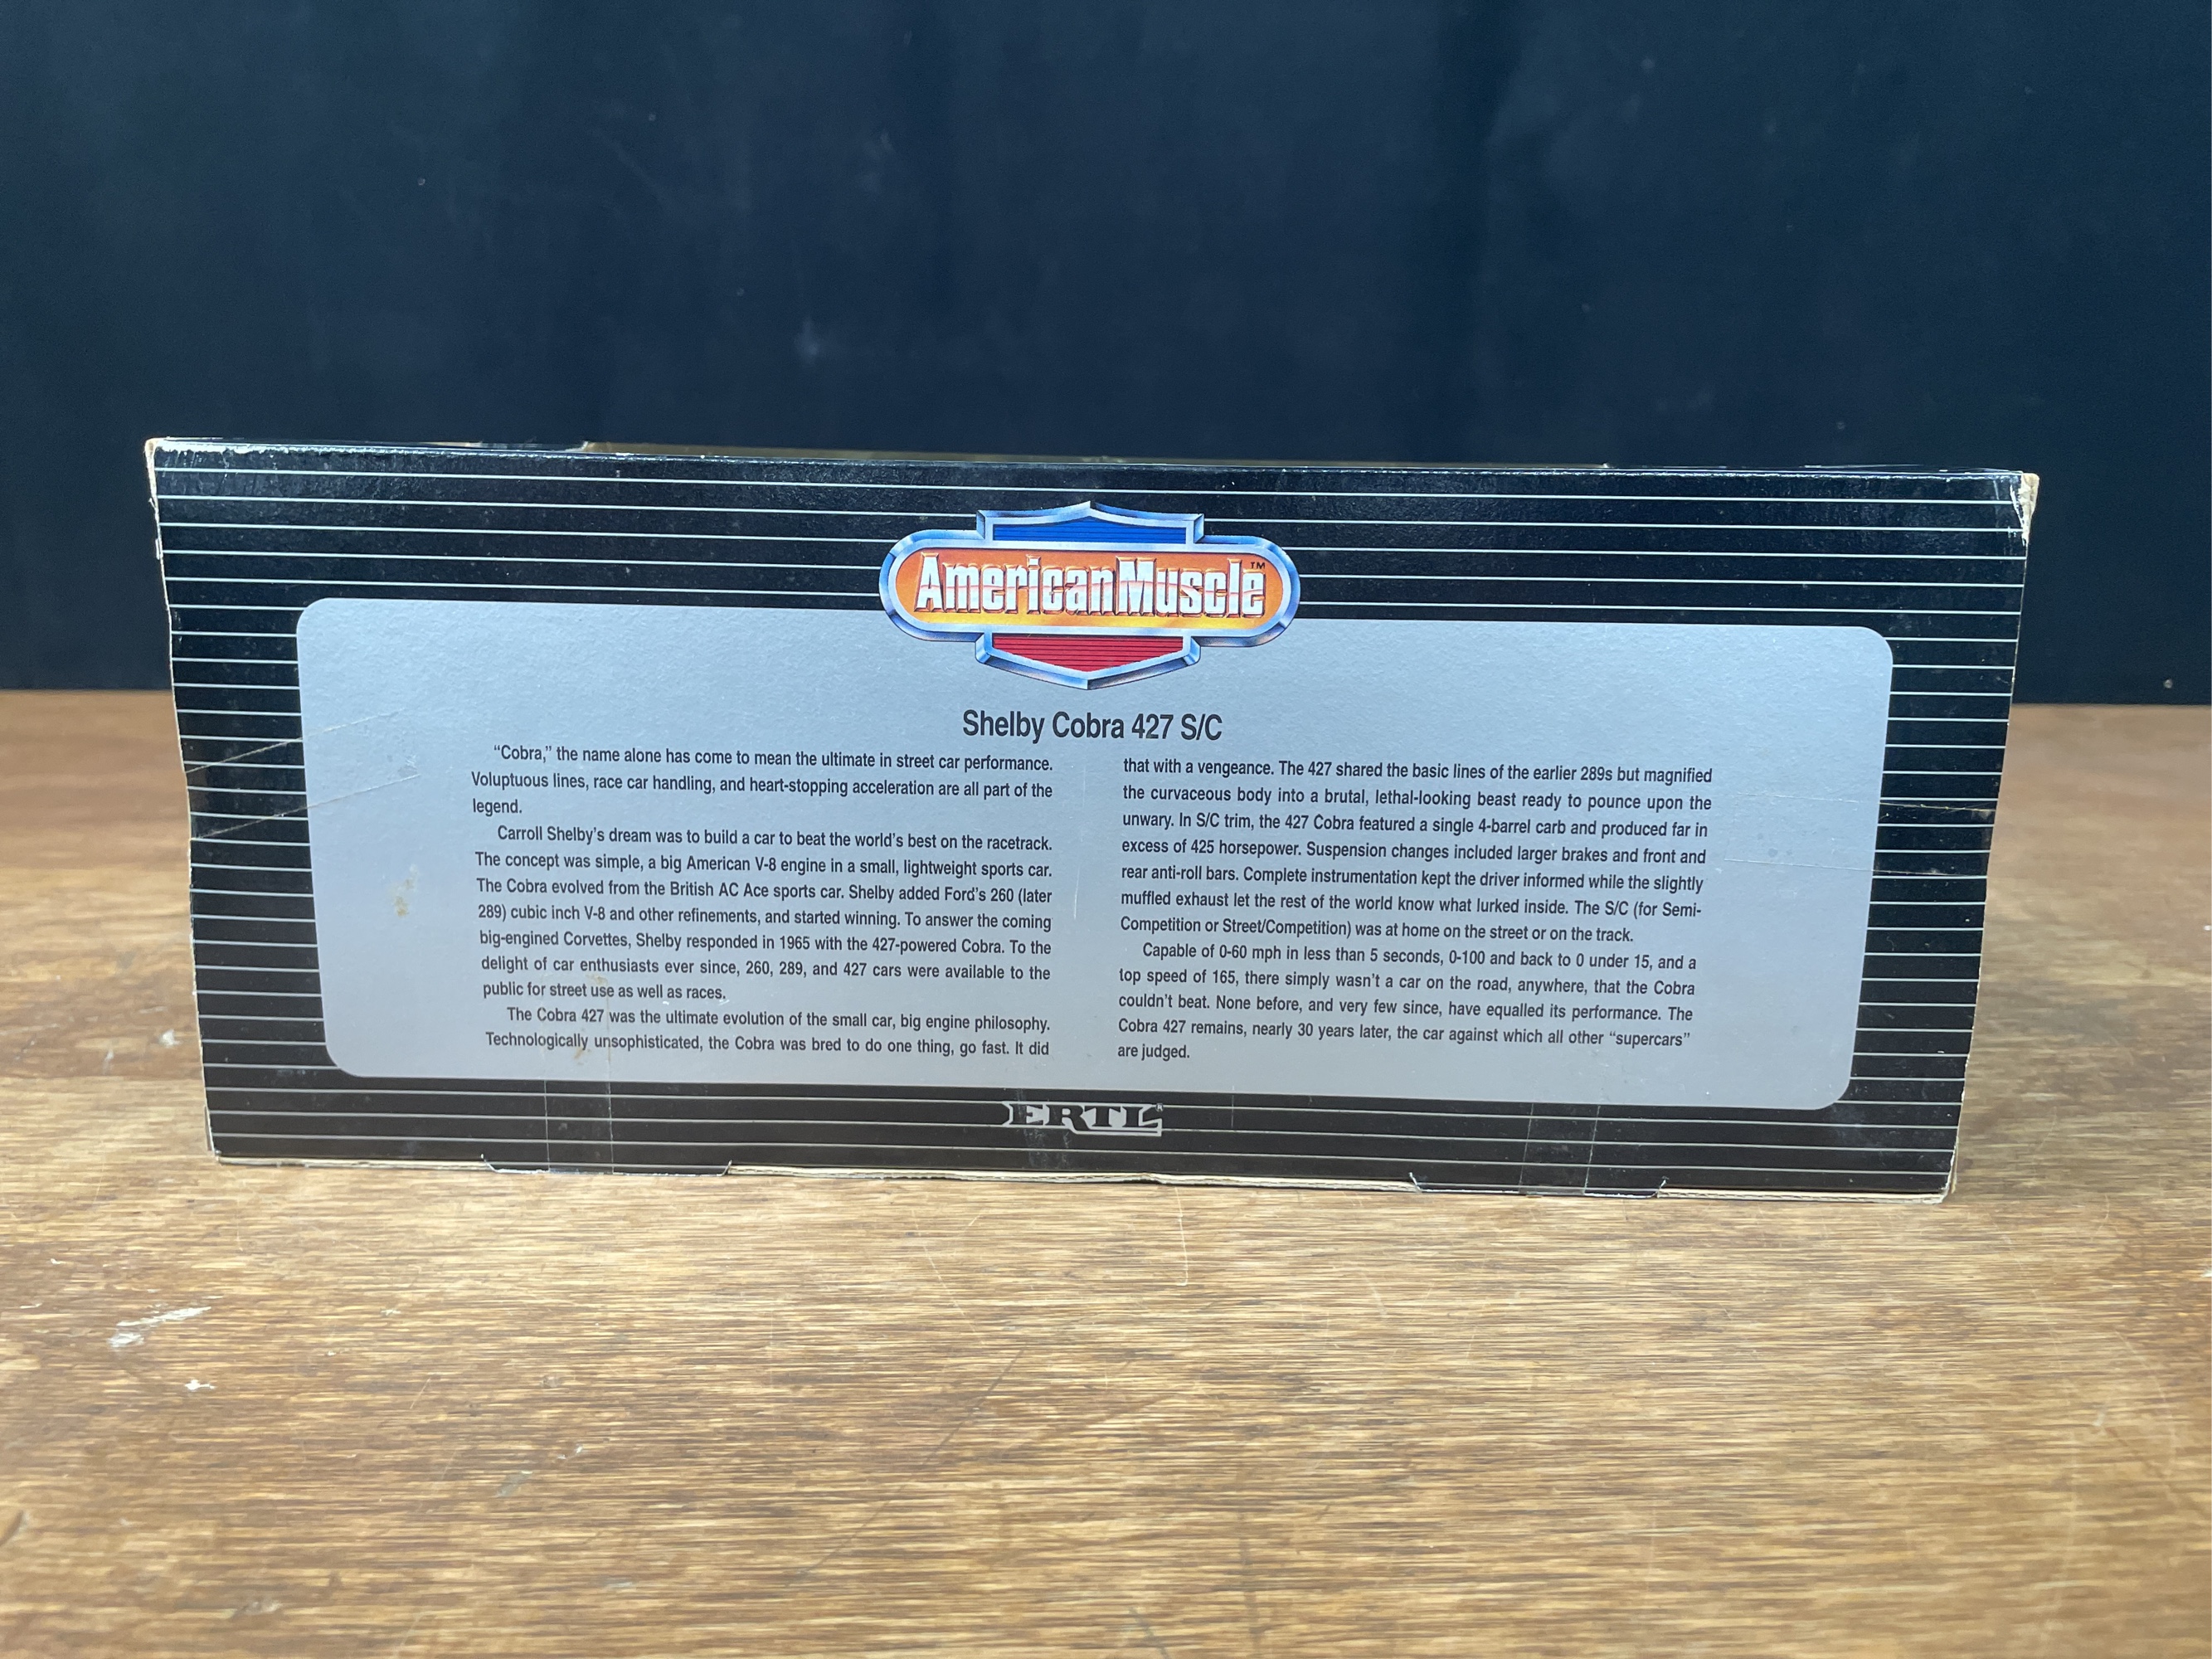 AmericanMuscle™
Shelby Cobra 427 S/C
“Cobra,” the name alone has come to mean the ultimate in street car performance.
Voluptuous lines, race car handling, and heart-stopping acceleration are all part of the
legend.
Carroll Shelby’s dream was to build a car to beat the world’s best on the racetrack.
The concept was simple, a big American V-8 engine in a small, lightweight sports car.
The Cobra evolved from the British AC Ace sports car. Shelby added Ford’s 260 (later
289) cubic inch V-8 and other refinements, and started winning. To answer the coming
big-engined Corvettes, Shelby responded in 1965 with the 427-powered Cobra. To the
delight of car enthusiasts ever since, 260, 289, and 427 cars were available to the
public for street use as well as races.
The Cobra 427 was the ultimate evolution of the small car, big engine philosophy.
Technologically unsophisticated, the Cobra was bred to do one thing, go fast. It did
that with a vengeance. The 427 shared the basic lines of the earlier 289s but magnified
the curvaceous body into a brutal, lethal-looking beast ready to pounce upon the
unwary. In S/C trim, the 427 Cobra featured a single 4-barrel carb and produced far in
excess of 425 horsepower. Suspension changes included larger brakes and front and
rear anti-roll bars. Complete instrumentation kept the driver informed while the slightly
muffled exhaust let the rest of the world know what lurked inside. The S/C (for Semi-
Competition or Street/Competition) was at home on the street or on the track.
Capable of 0-60 mph in less than 5 seconds, 0-100 and back to 0 under 15, and a
top speed of 165, there simply wasn’t a car on the road, anywhere, that the Cobra
couldn’t beat. None before, and very few since, have equalled its performance. The
Cobra 427 remains, nearly 30 years later, the car against which all other “supercars”
are judged.
ERTL®